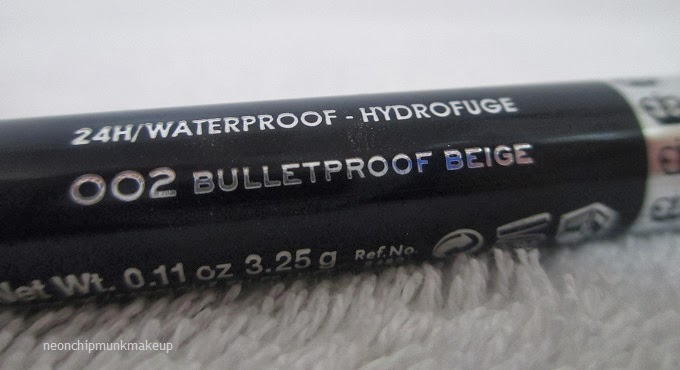 24H/WATERPROOF - HYDROFUGE
002 BULLETPROOF BEIGE
Net Wt. 0.11 oz 3.25 g Ref.No.
neonchipmunkmakeup